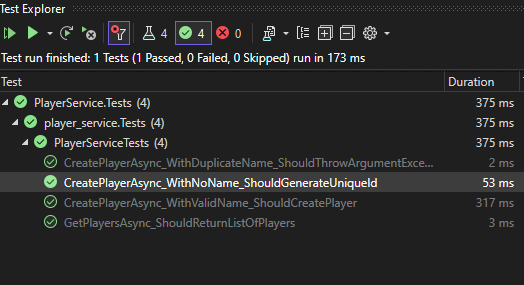 Test Explorer
7 4 4 0
Test run finished: 1 Tests (1 Passed, 0 Failed, 0 Skipped) run in 173 ms
Test Duration
PlayerService.Tests (4) 375 ms
player_service.Tests (4) 375 ms
PlayerServiceTests (4) 375 ms
CreatePlayerAsync_WithDuplicateName_ShouldThrowArgumentExce... 2 ms
CreatePlayerAsync_WithNoName_ShouldGenerateUniqueId 53 ms
CreatePlayerAsync_WithValidName_ShouldCreatePlayer 317 ms
GetPlayersAsync_ShouldReturnListOfPlayers 3 ms